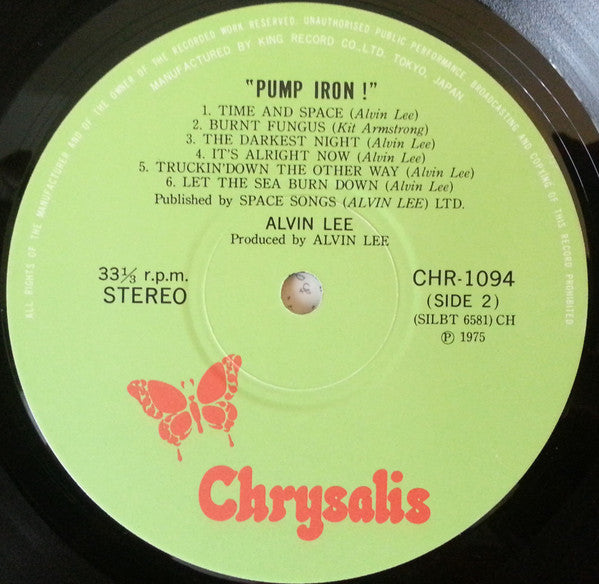 ALL RIGHTS OF THE MANUFACTURER AND OF THE OWNER OF THE RECORDED WORK RESERVED. UNAUTHORISED PUBLIC PERFORMANCE, BROADCASTING AND COPYING OF THIS RECORD PROHIBITED.
MANUFACTURED BY KING RECORD CO., LTD. TOKYO, JAPAN.
"PUMP IRON !"
1. TIME AND SPACE (Alvin Lee)
2. BURNT FUNGUS (Kit Armstrong)
3. THE DARKEST NIGHT (Alvin Lee)
4. IT'S ALRIGHT NOW (Alvin Lee)
5. TRUCKIN'DOWN THE OTHER WAY (Alvin Lee)
6. LET THE SEA BURN DOWN (Alvin Lee)
Published by SPACE SONGS (ALVIN LEE) LTD.
ALVIN LEE
Produced by ALVIN LEE
33⅓ r.p.m.
STEREO
CHR-1094
(SIDE 2)
(SILBT 6581) CH
Ⓟ 1975
Chrysalis